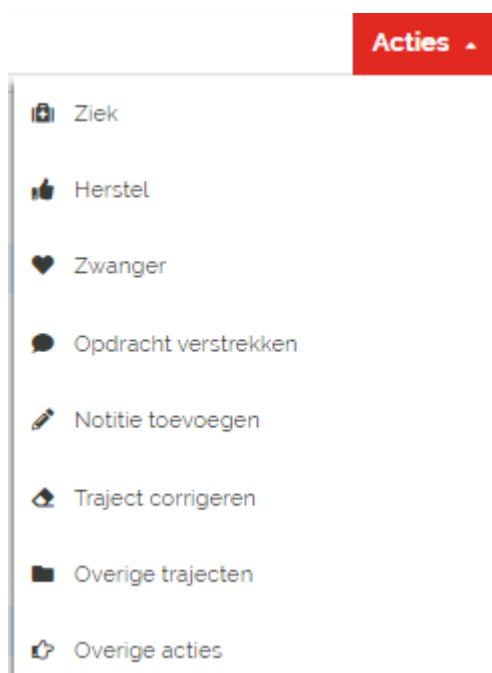 Acties
Ziek
Herstel
Zwanger
Opdracht verstrekken
Notitie toevoegen
Traject corrigeren
Overige trajecten
Overige acties